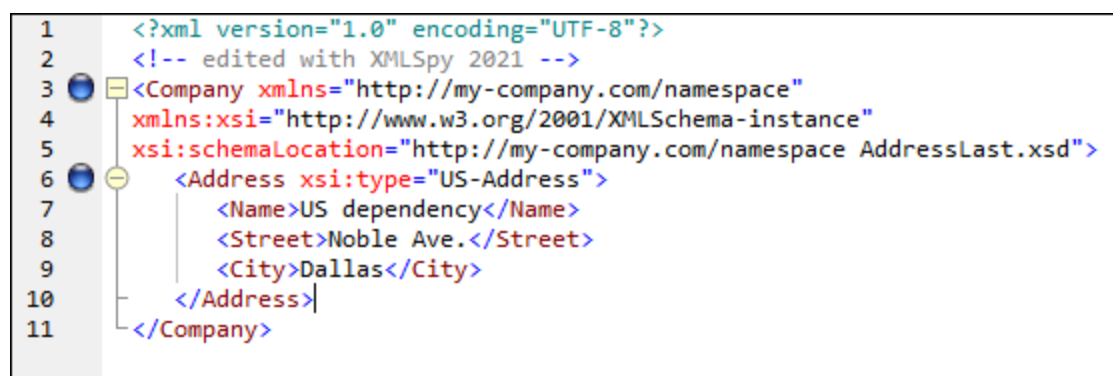 1 <?xml version="1.0" encoding="UTF-8"?>
2 <!-- edited with XMLSpy 2021 -->
3 <Company xmlns="http://my-company.com/namespace"
4 xmlns:xsi="http://www.w3.org/2001/XMLSchema-instance"
5 xsi:schemaLocation="http://my-company.com/namespace AddressLast.xsd">
6 <Address xsi:type="US-Address">
7 <Name>US dependency</Name>
8 <Street>Noble Ave.</Street>
9 <City>Dallas</City>
10 </Address>
11 </Company>